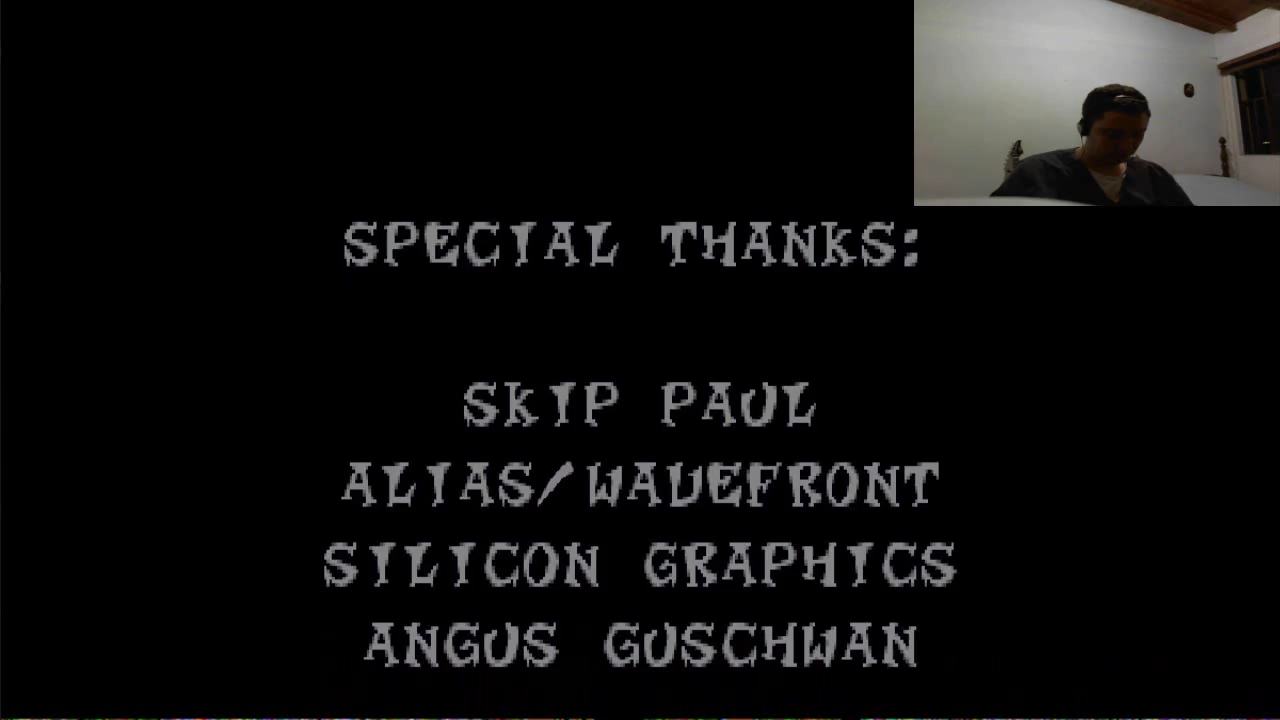 SPECIAL THANKS:
SKIP PAUL
ALIAS/WAVEFRONT
SILICON GRAPHICS
ANGUS GUSCHWAN